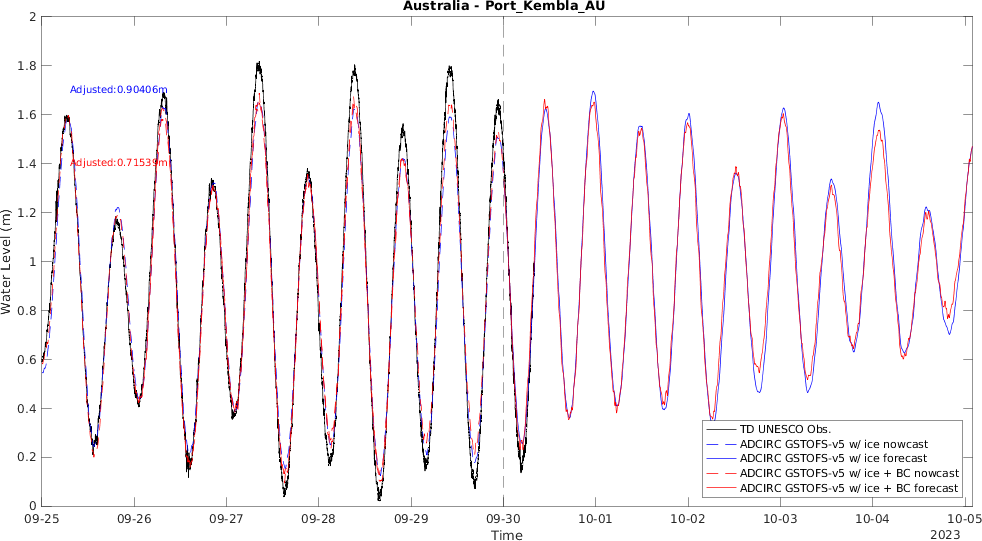 Australia - Port_Kembla_AU
2
1.8
1.6
1.4
1.2
1
0.8
0.6
0.4
0.2
0
Water Level (m)
Adjusted:0.90406m
Adjusted:0.71539m
TD UNESCO Obs.
ADCIRC GSTOFS-v5 w/ ice nowcast
ADCIRC GSTOFS-v5 w/ ice forecast
ADCIRC GSTOFS-v5 w/ ice + BC nowcast
ADCIRC GSTOFS-v5 w/ ice + BC forecast
09-25 09-26 09-27 09-28 09-29 09-30 10-01 10-02 10-03 10-04 10-05
Time
2023